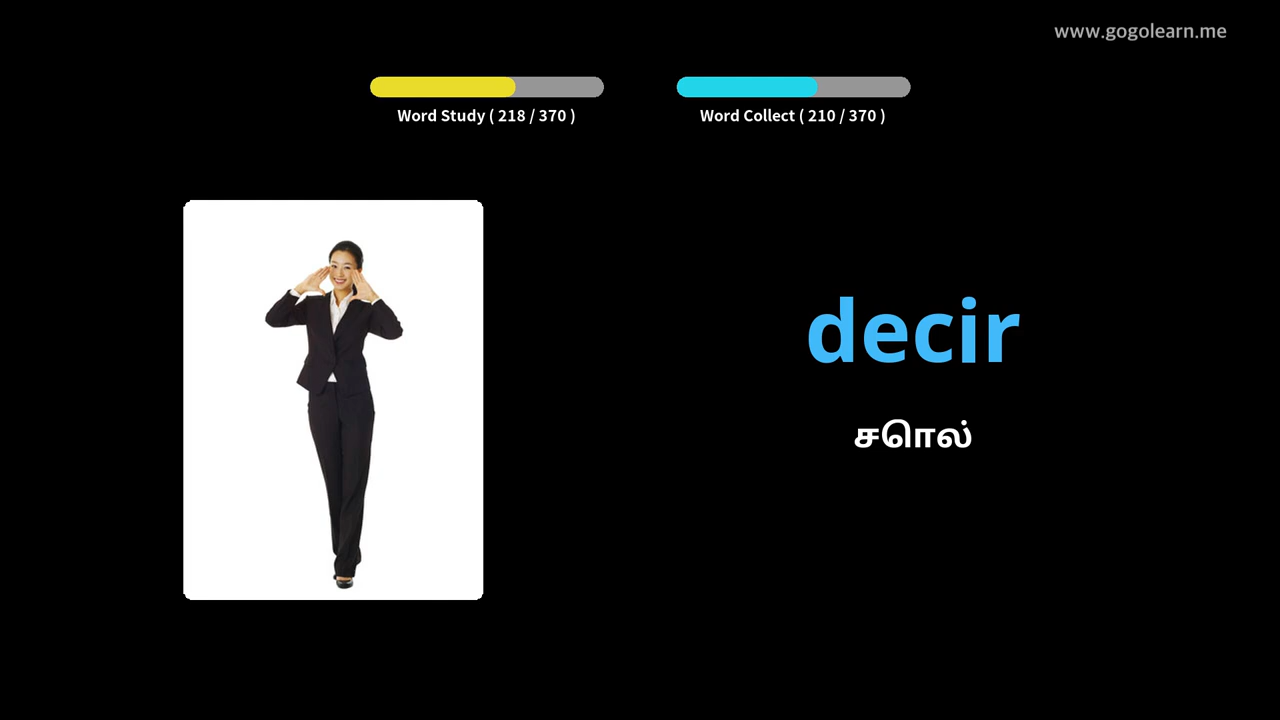 www.gogolearn.me
Word Study ( 218 / 370 )
Word Collect ( 210 / 370 )
decir
சொல்